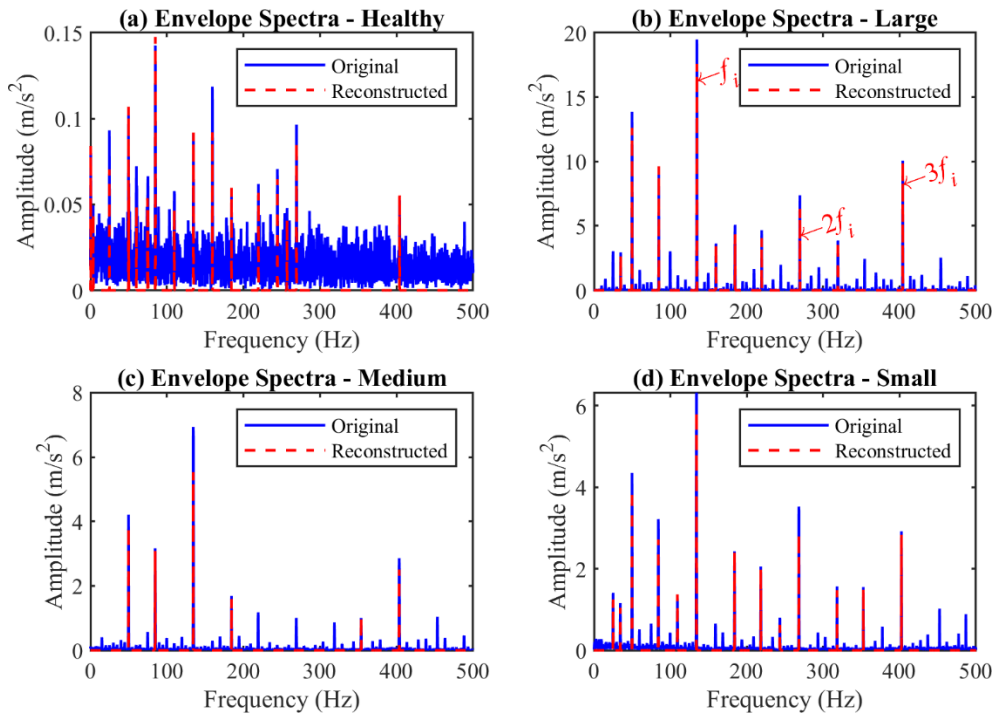 (a) Envelope Spectra - Healthy
0.15
0.1
0.05
0
Amplitude (m/s²)
Original
Reconstructed
0 100 200 300 400 500
Frequency (Hz)
(b) Envelope Spectra - Large
20
15
10
5
0
Amplitude (m/s²)
Original
Reconstructed
fᵢ
3fᵢ
2fᵢ
0 100 200 300 400 500
Frequency (Hz)
(c) Envelope Spectra - Medium
8
6
4
2
0
Amplitude (m/s²)
Original
Reconstructed
0 100 200 300 400 500
Frequency (Hz)
(d) Envelope Spectra - Small
6
4
2
0
Amplitude (m/s²)
Original
Reconstructed
0 100 200 300 400 500
Frequency (Hz)